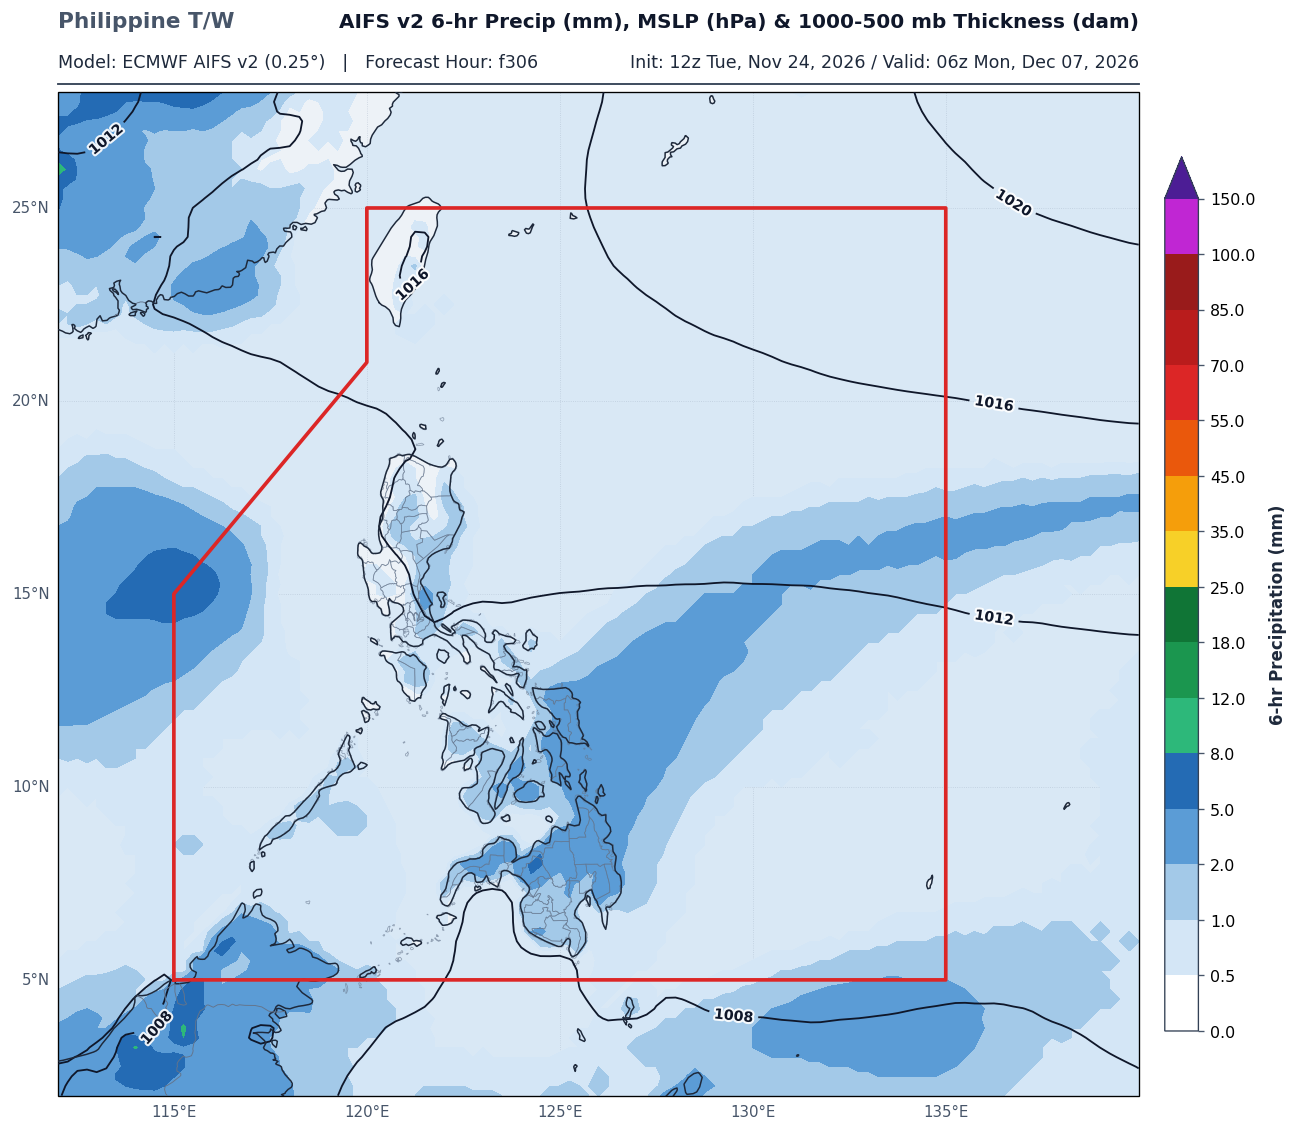 Philippine T/W
AIFS v2 6-hr Precip (mm), MSLP (hPa) & 1000-500 mb Thickness (dam)
Model: ECMWF AIFS v2 (0.25°) | Forecast Hour: f306
Init: 12z Tue, Nov 24, 2026 / Valid: 06z Mon, Dec 07, 2026
1012
1020
1016
1016
1012
1008
1008
25°N
20°N
15°N
10°N
5°N
115°E
120°E
125°E
130°E
135°E
150.0
100.0
85.0
70.0
55.0
45.0
35.0
25.0
18.0
12.0
8.0
5.0
2.0
1.0
0.5
0.0
6-hr Precipitation (mm)